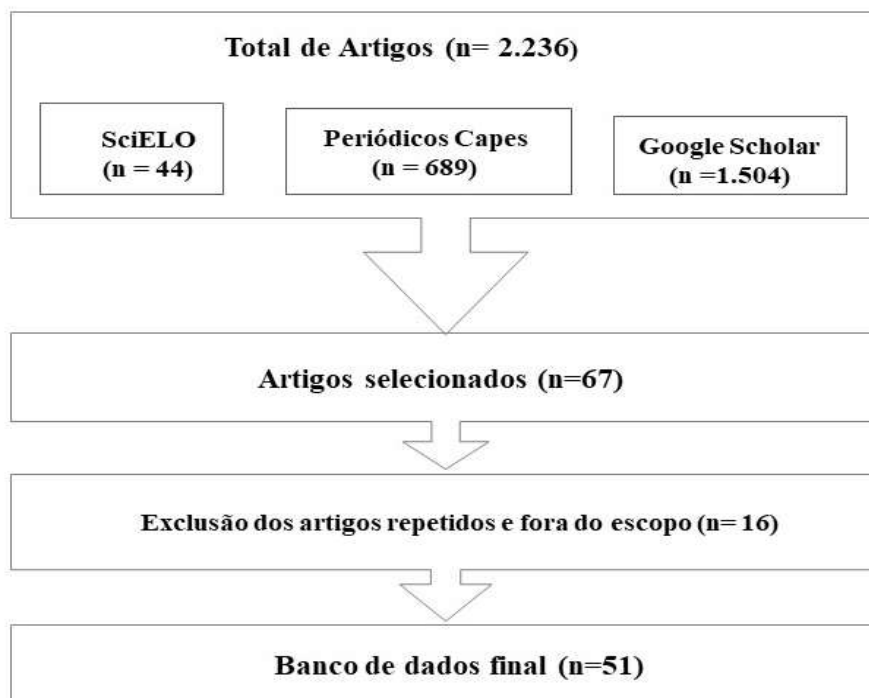 Total de Artigos (n= 2.236)
SciELO
(n = 44)
Periódicos Capes
(n = 689)
Google Scholar
(n =1.504)
Artigos selecionados (n=67)
Exclusão dos artigos repetidos e fora do escopo (n= 16)
Banco de dados final (n=51)